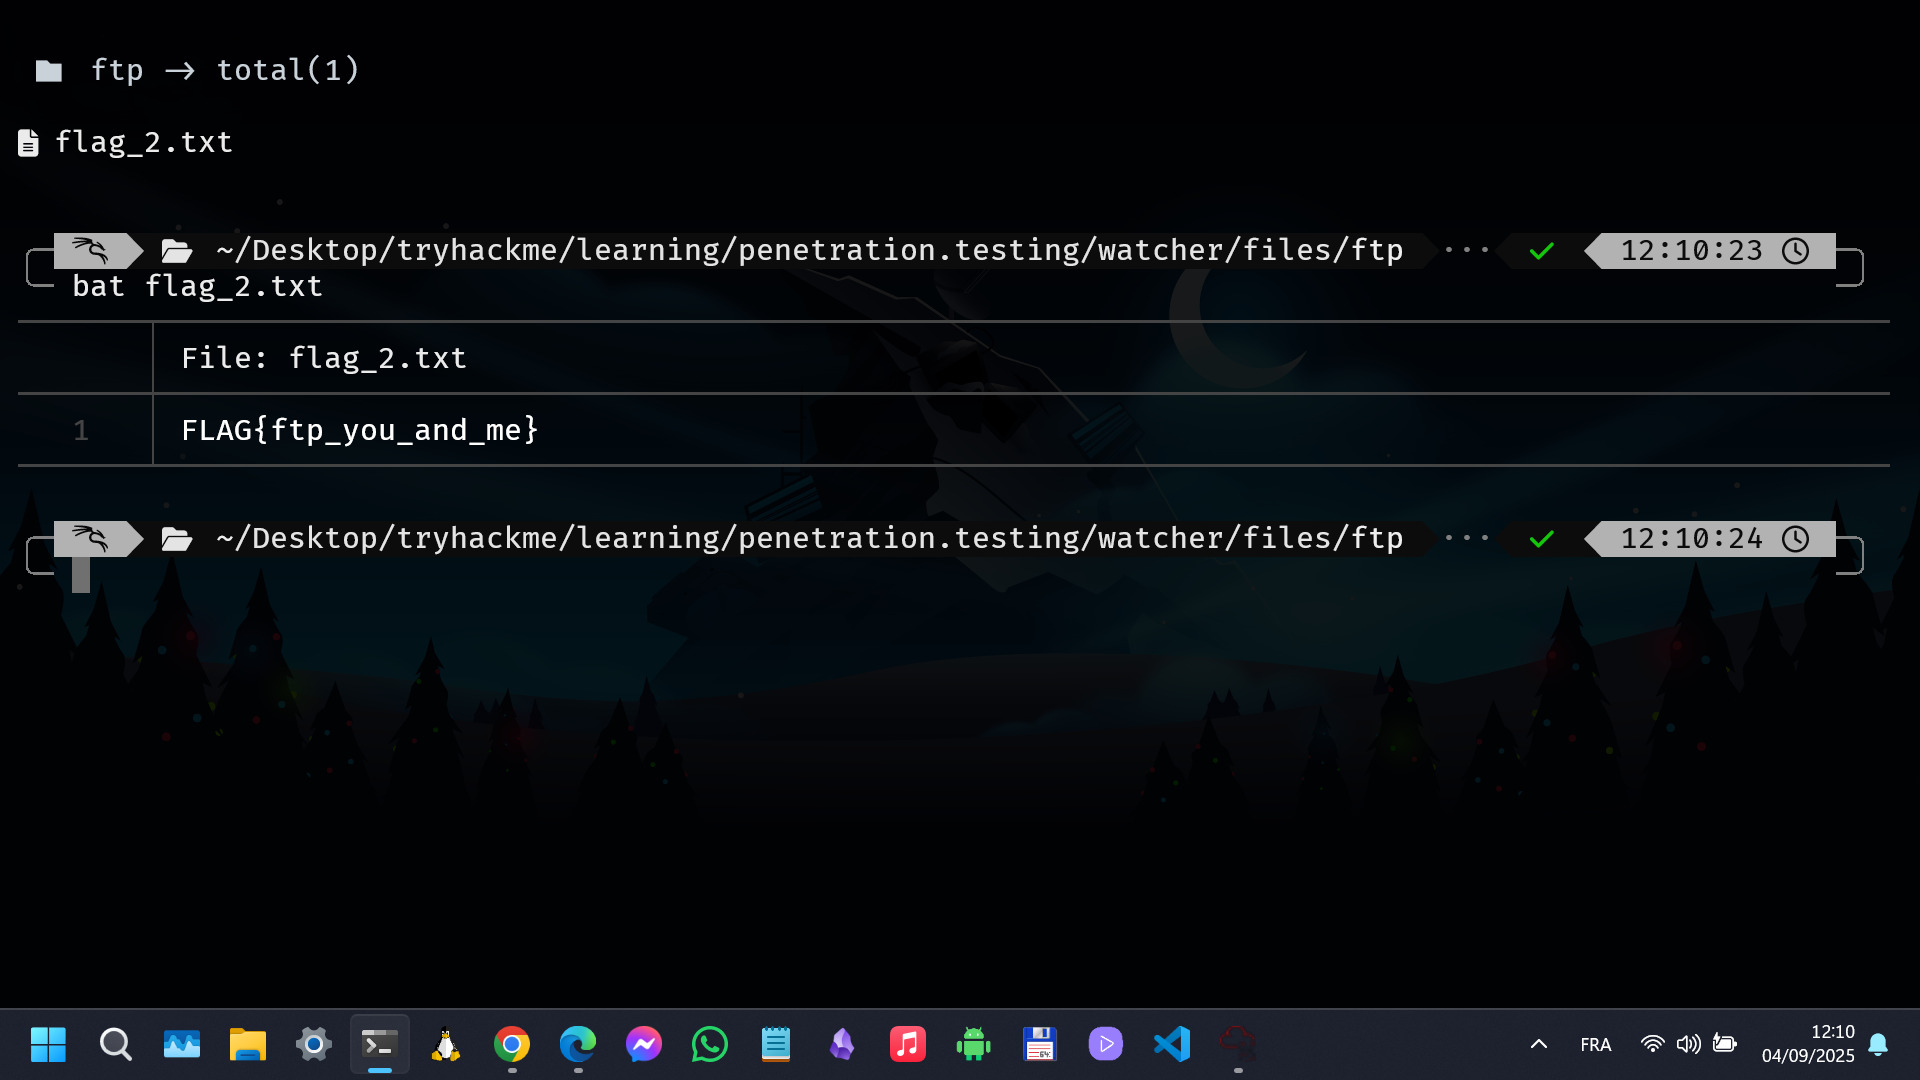 ftp → total(1)
flag_2.txt
~/Desktop/tryhackme/learning/penetration.testing/watcher/files/ftp ··· ✓ 12:10:23
bat flag_2.txt
File: flag_2.txt
1 FLAG{ftp_you_and_me}
~/Desktop/tryhackme/learning/penetration.testing/watcher/files/ftp ··· ✓ 12:10:24
64:
FRA
12:10
04/09/2025